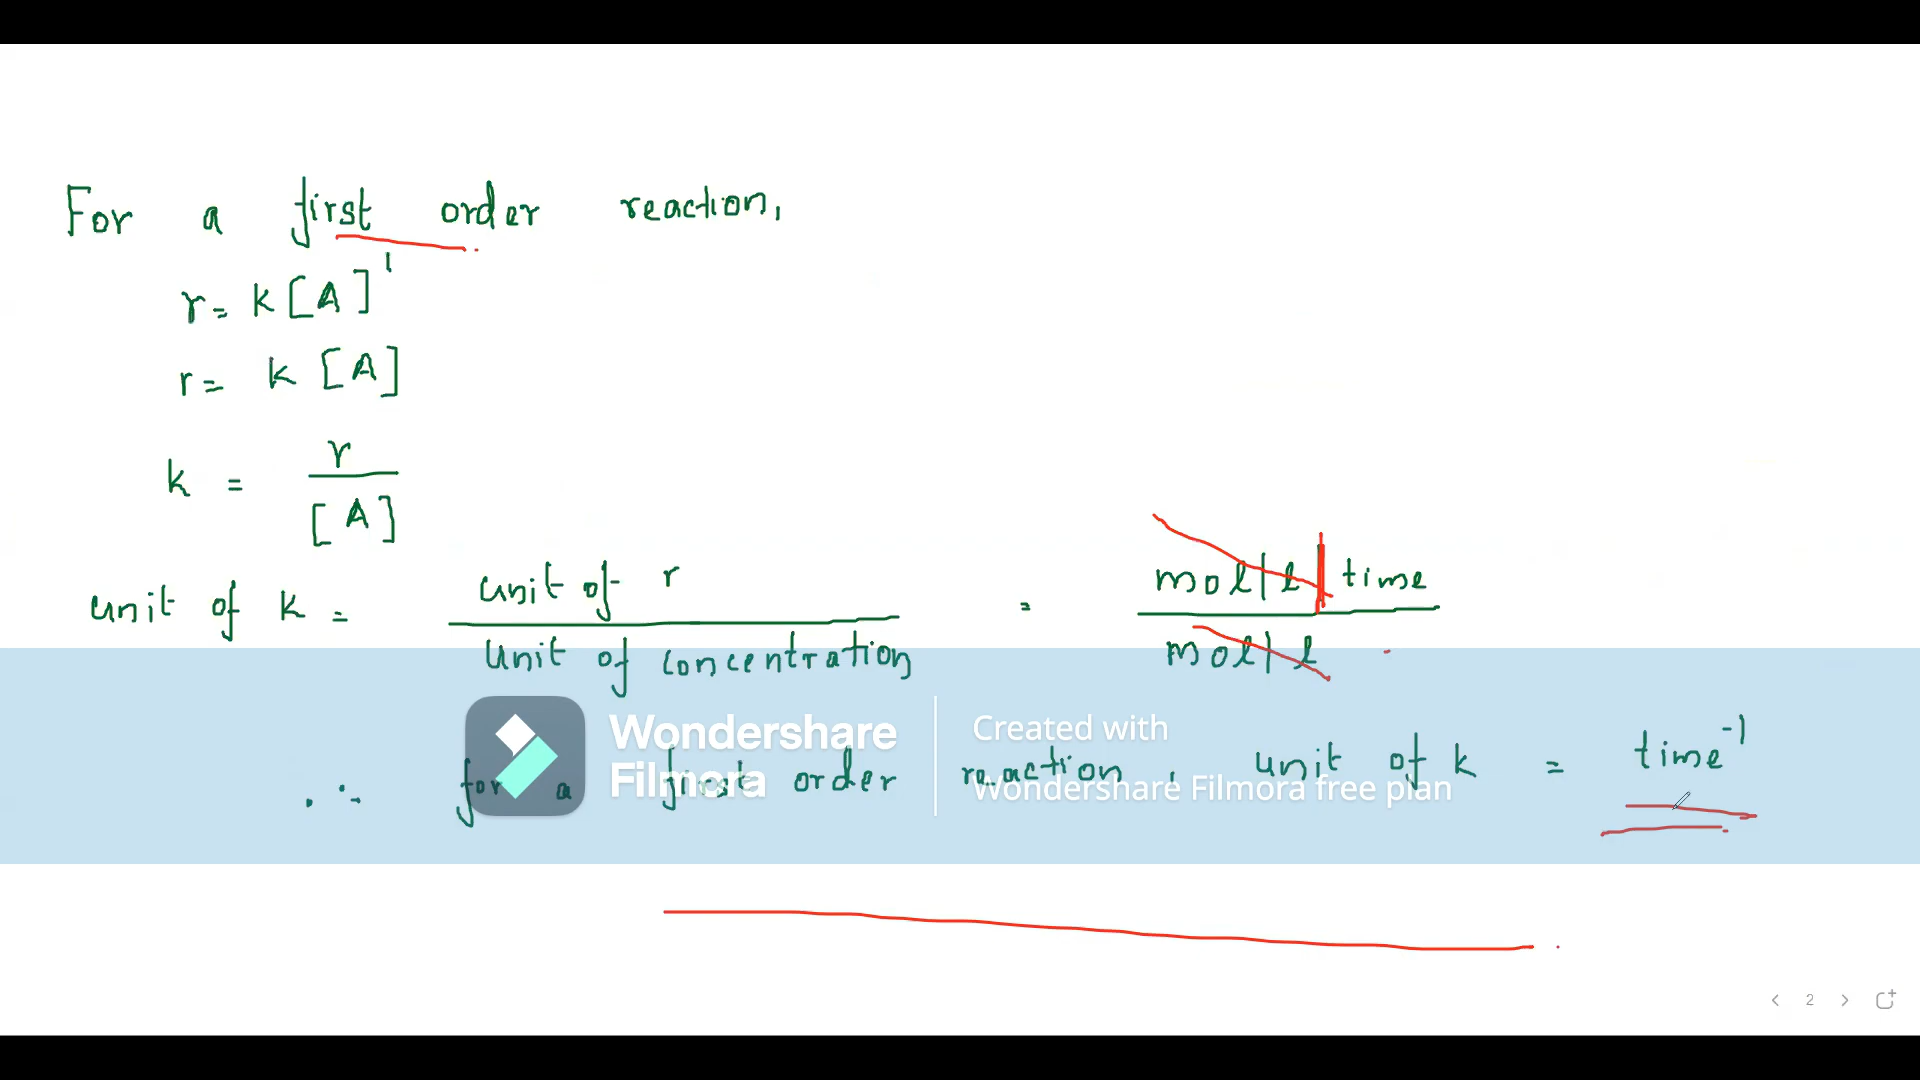 For a first order reaction,
r = k [A]¹
r = k [A]
k = r / [A]
unit of k = unit of r / unit of concentration = mol/l / time / mol/l
∴ for a first order reaction, unit of k = time⁻¹
Wondershare Filmora
Created with
Wondershare Filmora free plan
2